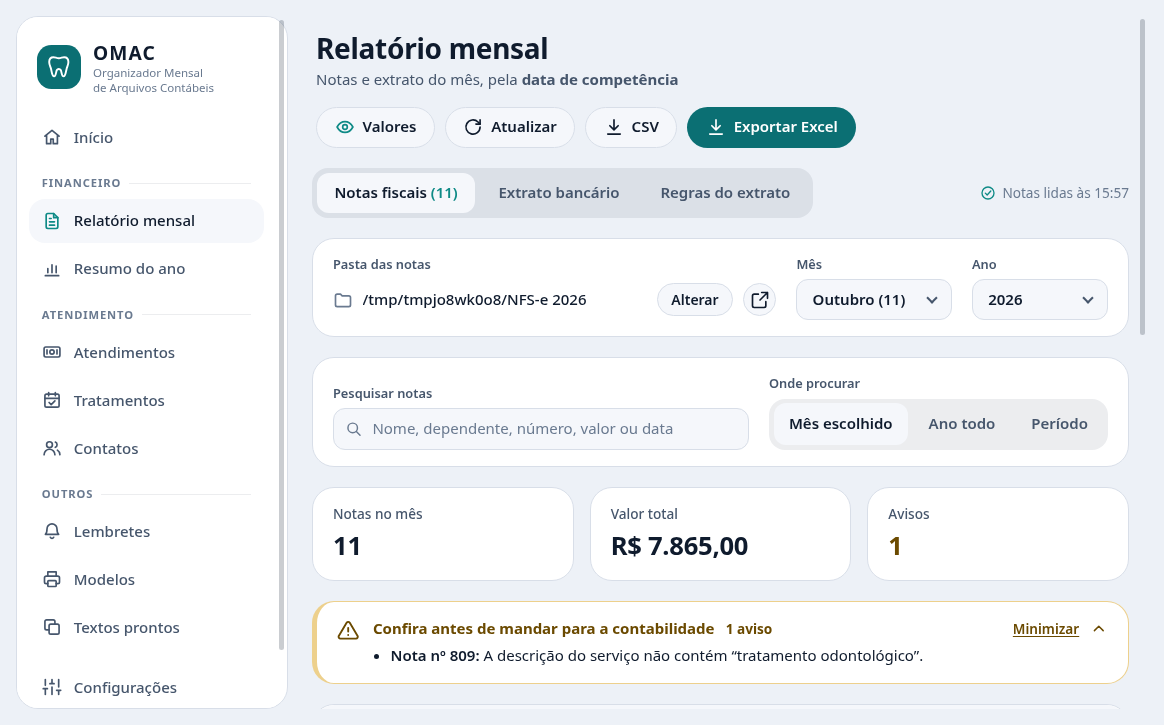 OMAC
Organizador Mensal
de Arquivos Contábeis
Início
FINANCEIRO
Relatório mensal
Resumo do ano
ATENDIMENTO
Atendimentos
Tratamentos
Contatos
OUTROS
Lembretes
Modelos
Textos prontos
Configurações
Relatório mensal
Notas e extrato do mês, pela data de competência
Valores
Atualizar
CSV
Exportar Excel
Notas fiscais (11)
Extrato bancário
Regras do extrato
Notas lidas às 15:57
Pasta das notas
/tmp/tmpjo8wk0o8/NFS-e 2026
Alterar
Mês
Outubro (11)
Ano
2026
Pesquisar notas
Nome, dependente, número, valor ou data
Onde procurar
Mês escolhido
Ano todo
Período
Notas no mês
11
Valor total
R$ 7.865,00
Avisos
1
Confira antes de mandar para a contabilidade 1 aviso
Minimizar
• Nota nº 809: A descrição do serviço não contém “tratamento odontológico”.